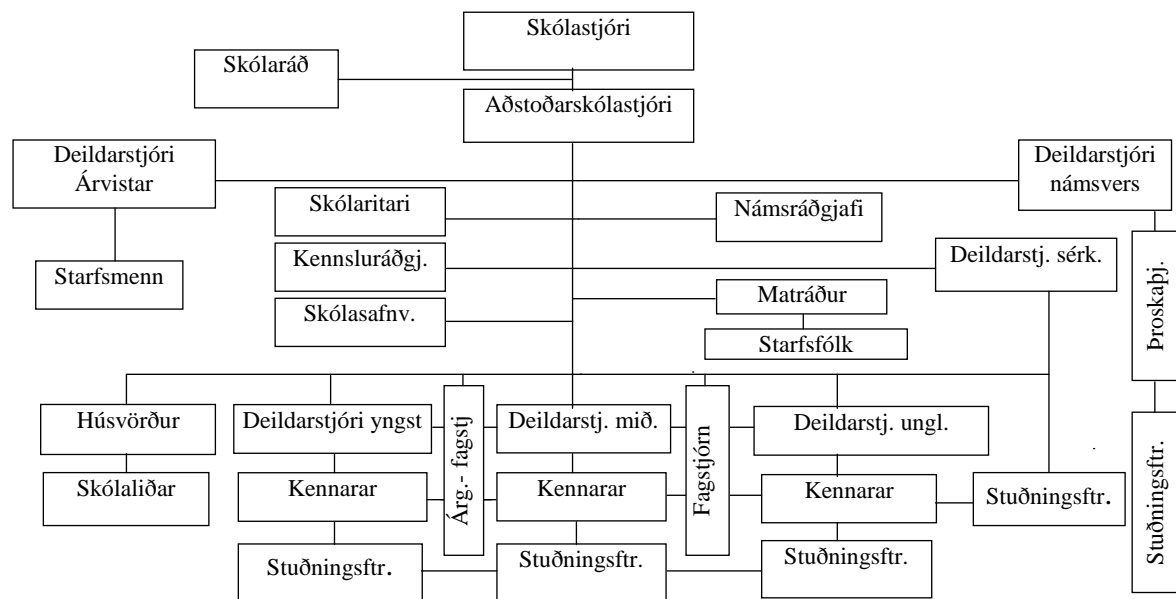 Skólastjóri
Skólaráð
Aðstoðarskólastjóri
Deildarstjóri
Árvistar
Deildarstjóri
námsvers
Skólaritari
Námsráðgjafi
Kennsluráðgj.
Deildarstj. sérk.
Starfsmenn
Skólasafnv.
Matráður
Starfsfólk
Þroskaþj.
Húsvörður
Deildarstjóri yngst
Árg.- fagstj
Deildarstj. mið.
Fagstjórn
Deildarstj. ungl.
Skólaliðar
Kennarar
Kennarar
Kennarar
Stuðningsftr.
Stuðningsftr.
Stuðningsftr.
Stuðningsftr.
Stuðningsftr.